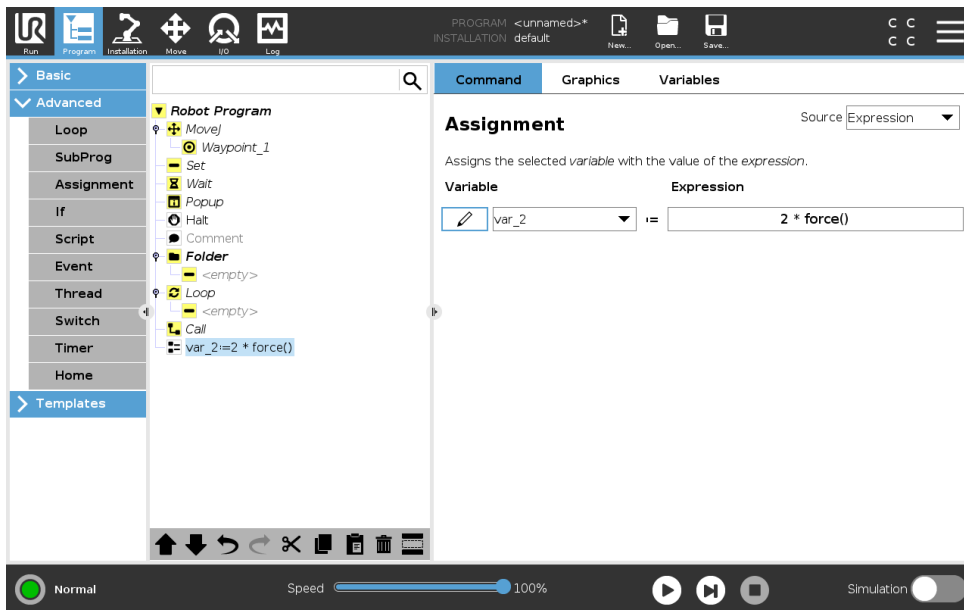 UR
Run
Program
Installation
Move
I/O
Log
PROGRAM <unnamed>*
INSTALLATION default
New...
Open...
Save...
C C
C C
Basic
Advanced
Loop
SubProg
Assignment
If
Script
Event
Thread
Switch
Timer
Home
Templates
Robot Program
MoveJ
Waypoint_1
Set
Wait
Popup
Halt
Comment
Folder
<empty>
Loop
<empty>
Call
var_2:=2 * force()
Command Graphics Variables
Assignment
Source Expression
Assigns the selected variable with the value of the expression.
Variable Expression
var_2 := 2 * force()
Normal
Speed 100%
Simulation